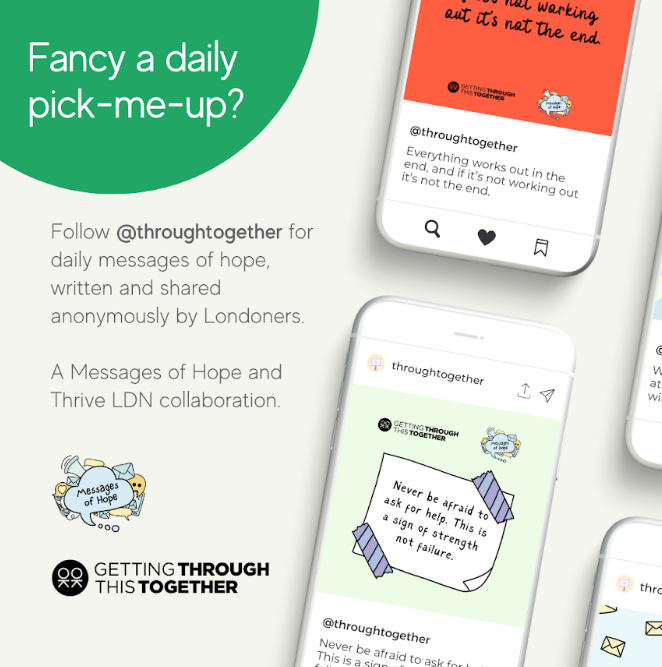 Fancy a daily
pick-me-up?
Follow @throughtogether for
daily messages of hope,
written and shared
anonymously by Londoners.
A Messages of Hope and
Thrive LDN collaboration.
Messages
of Hope
GETTING THROUGH
THIS TOGETHER
not working
out it's not the end.
GETTING THROUGH
THIS TOGETHER
messages
of hope
@throughtogether
Everything works out in the
end, and if it's not working out
it's not the end.
throughtogether
GETTING THROUGH
THIS TOGETHER
messages
of hope
Never be afraid to
ask for help. This is
a sign of strength
not failure.
@throughtogether
Never be afraid to ask for
This is a sign of
@
W
at
wi
thro